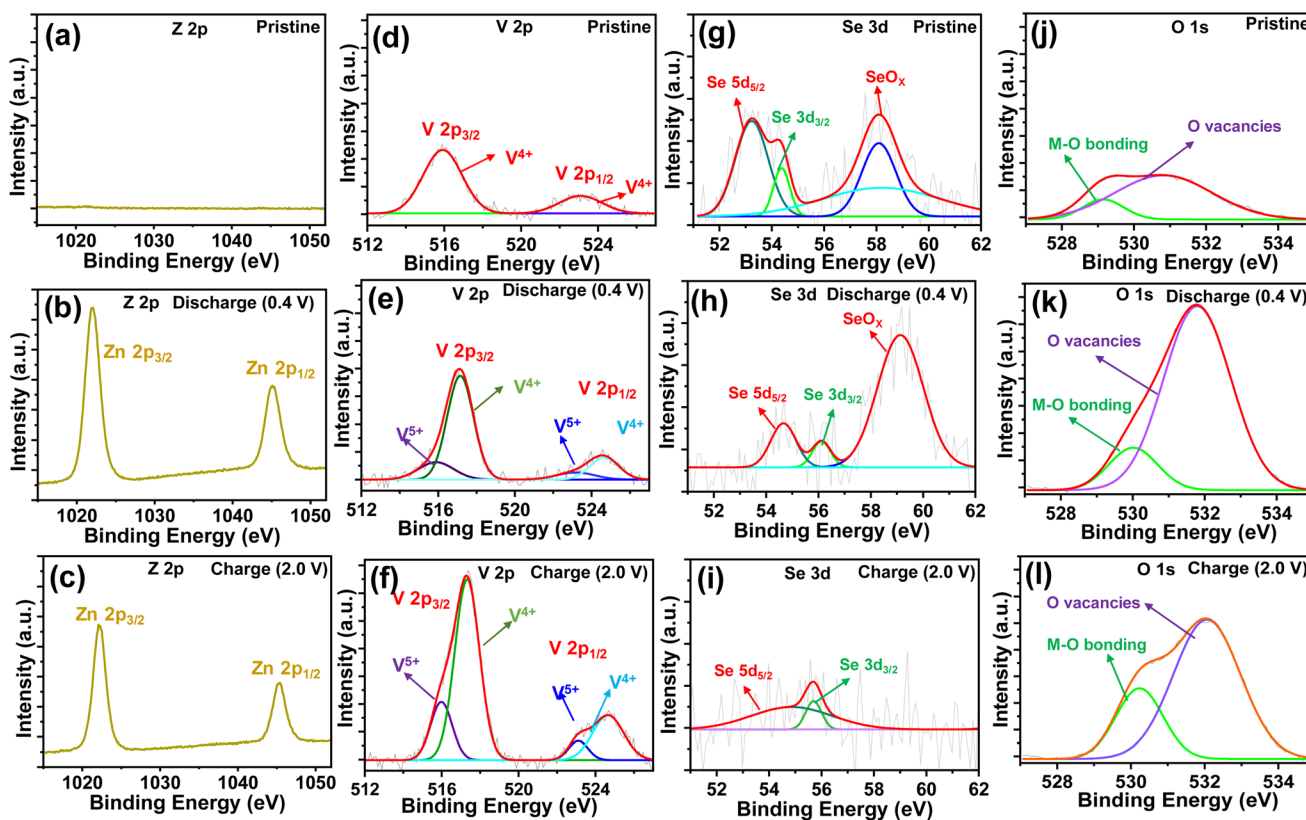 (a)
Z 2p
Pristine
Intensity (a.u.)
1020 1030 1040 1050
Binding Energy (eV)
(d)
V 2p
Pristine
V 2p3/2
V4+
V 2p1/2
V4+
Intensity (a.u.)
512 516 520 524
Binding Energy (eV)
(g)
Se 3d
Pristine
Se 5d5/2
Se 3d3/2
SeOX
Intensity (a.u.)
52 54 56 58 60 62
Binding Energy (eV)
(j)
O 1s
Pristine
M-O bonding
O vacancies
Intensity (a.u.)
528 530 532 534
Binding Energy (eV)
(b)
Z 2p Discharge (0.4 V)
Zn 2p3/2
Zn 2p1/2
Intensity (a.u.)
1020 1030 1040 1050
Binding Energy (eV)
(e)
V 2p Discharge (0.4 V)
V 2p3/2
V4+
V5+
V 2p1/2
V5+
V4+
Intensity (a.u.)
512 516 520 524
Binding Energy (eV)
(h)
Se 3d Discharge (0.4 V)
SeOX
Se 5d5/2
Se 3d3/2
Intensity (a.u.)
52 54 56 58 60 62
Binding Energy (eV)
(k)
O 1s Discharge (0.4 V)
O vacancies
M-O bonding
Intensity (a.u.)
528 530 532 534
Binding Energy (eV)
(c)
Z 2p Charge (2.0 V)
Zn 2p3/2
Zn 2p1/2
Intensity (a.u.)
1020 1030 1040 1050
Binding Energy (eV)
(f)
V 2p Charge (2.0 V)
V 2p3/2
V4+
V5+
V 2p1/2
V5+
V4+
Intensity (a.u.)
512 516 520 524
Binding Energy (eV)
(i)
Se 3d
Charge (2.0 V)
Se 5d5/2
Se 3d3/2
Intensity (a.u.)
52 54 56 58 60 62
Binding Energy (eV)
(l)
O 1s Charge (2.0 V)
O vacancies
M-O bonding
Intensity (a.u.)
528 530 532 534
Binding Energy (eV)